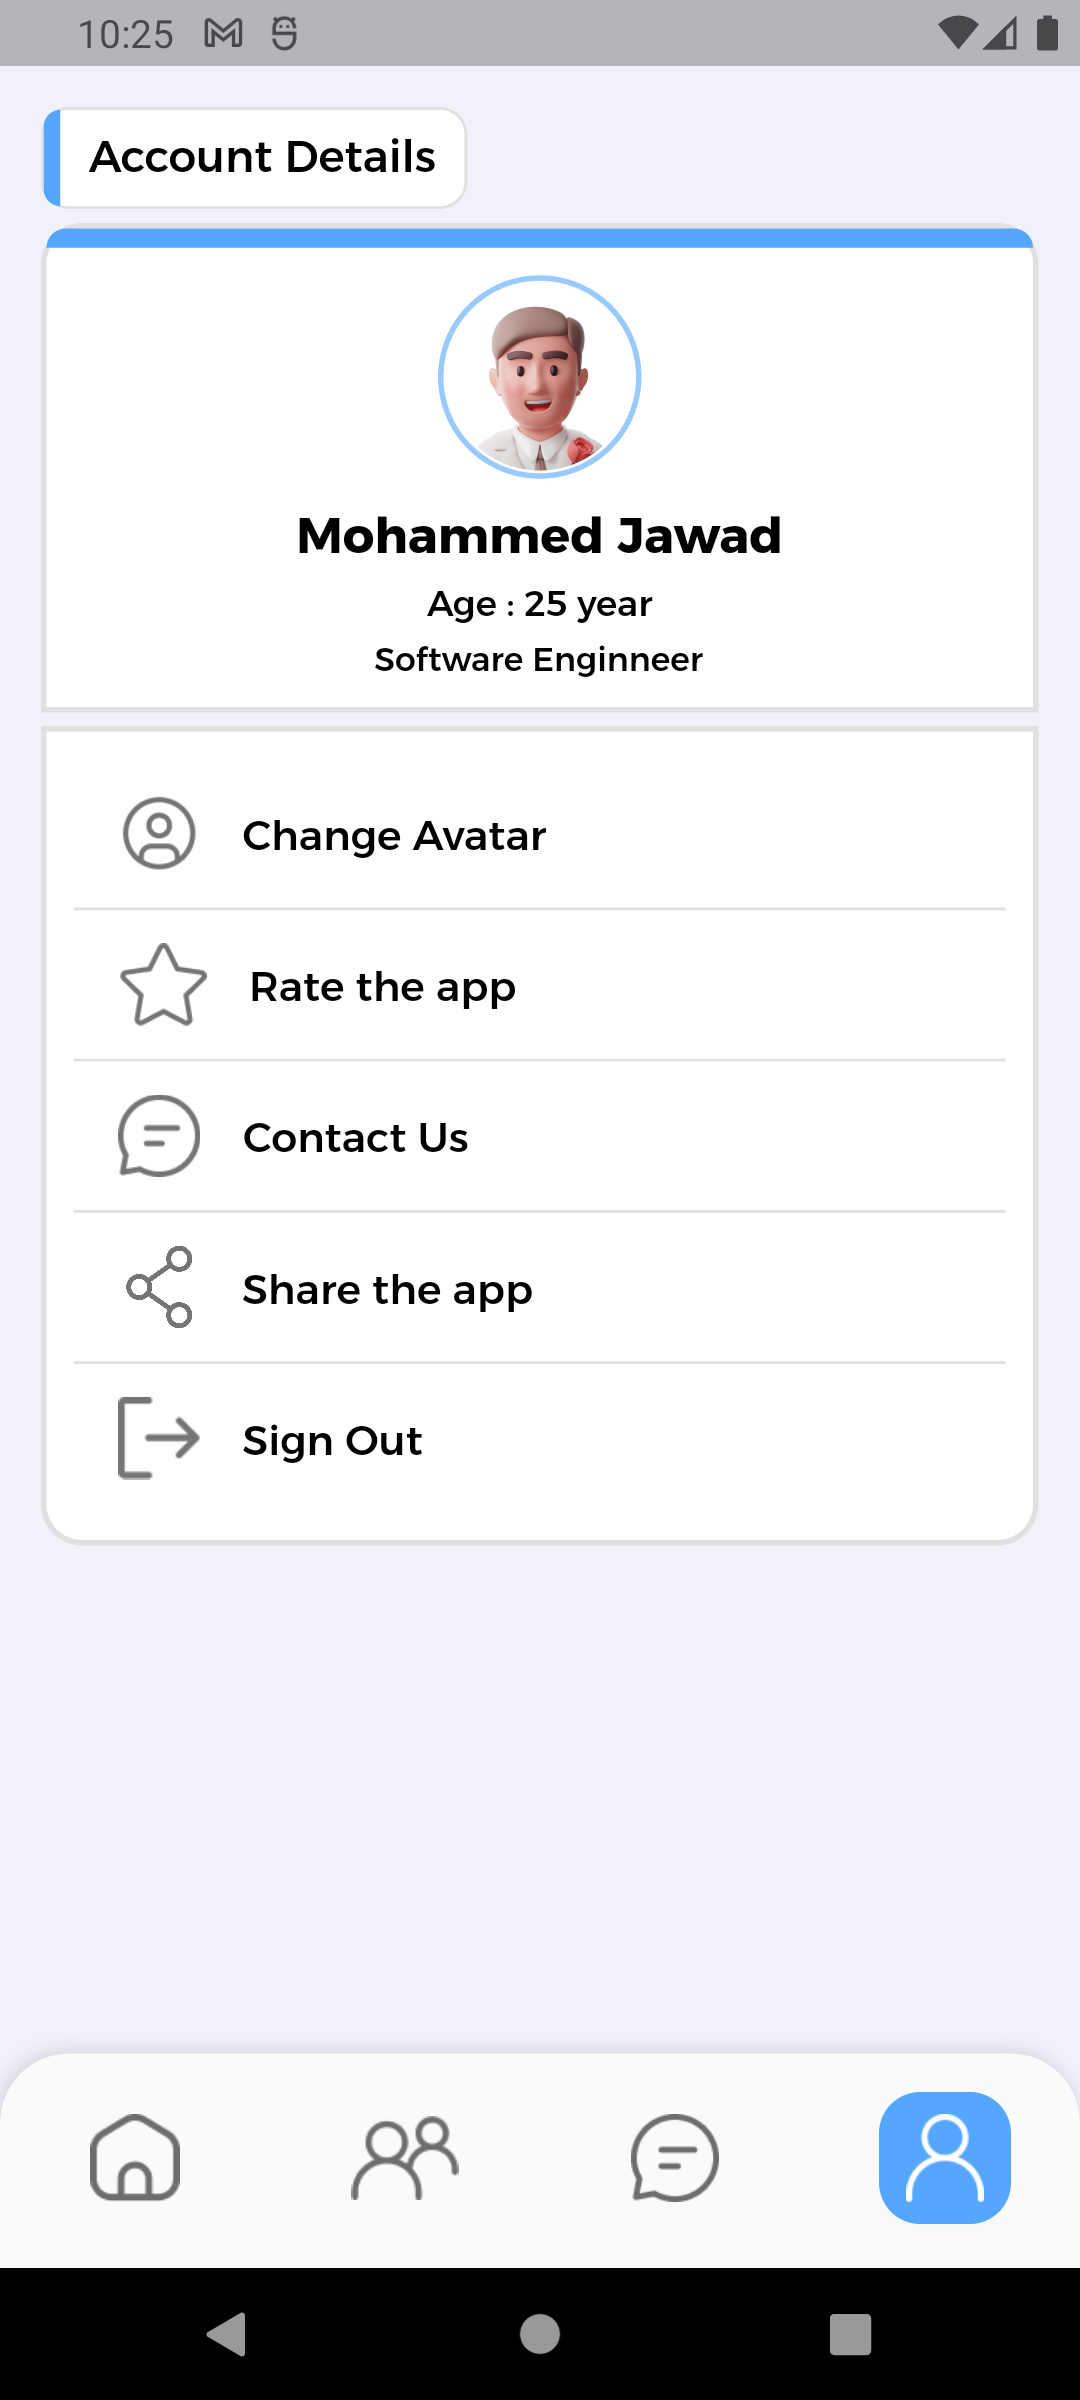 10:25
Account Details
Mohammed Jawad
Age : 25 year
Software Enginneer
Change Avatar
Rate the app
Contact Us
Share the app
Sign Out